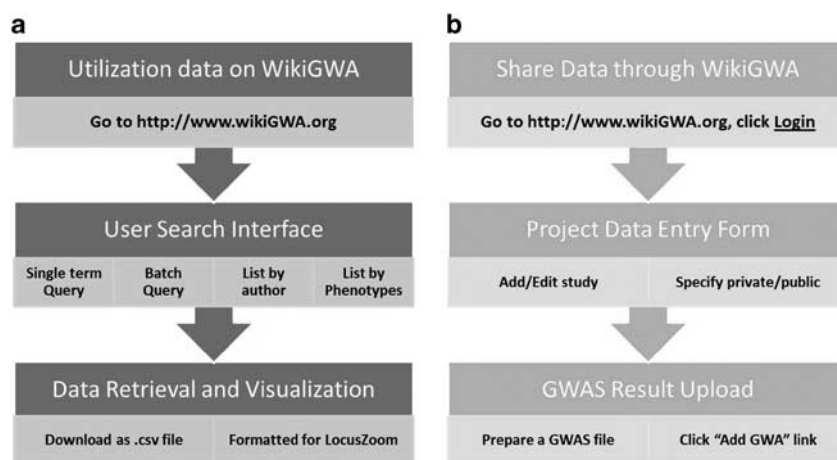 a
Utilization data on WikiGWA
Go to http://www.wikiGWA.org
User Search Interface
Single term
Query
Batch
Query
List by
author
List by
Phenotypes
Data Retrieval and Visualization
Download as .csv file
Formatted for LocusZoom
b
Share Data through WikiGWA
Go to http://www.wikiGWA.org, click Login
Project Data Entry Form
Add/Edit study
Specify private/public
GWAS Result Upload
Prepare a GWAS file
Click “Add GWA” link